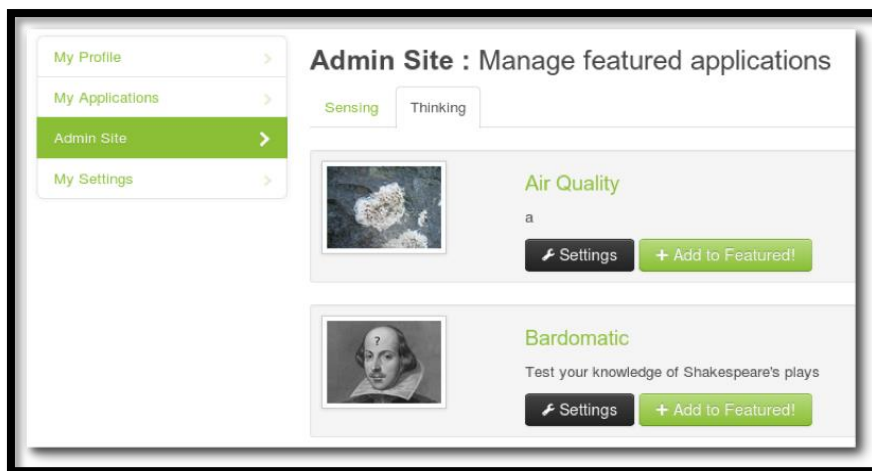 My Profile
My Applications
Admin Site
My Settings
Admin Site : Manage featured applications
Sensing
Thinking
Air Quality
a
Settings
+ Add to Featured!
?
Bardomatic
Test your knowledge of Shakespeare's plays
Settings
+ Add to Featured!